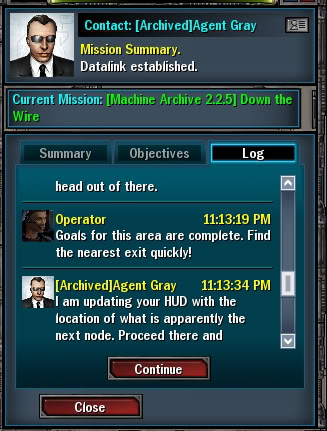 Contact: [Archived]Agent Gray
Mission Summary.
Datalink established.
Current Mission: [Machine Archive 2.2.5] Down the
Wire
Summary
Objectives
Log
head out of there.
Operator 11:13:19 PM
Goals for this area are complete. Find
the nearest exit quickly!
[Archived]Agent Gray 11:13:34 PM
I am updating your HUD with the
location of what is apparently the
next node. Proceed there and
Continue
Close